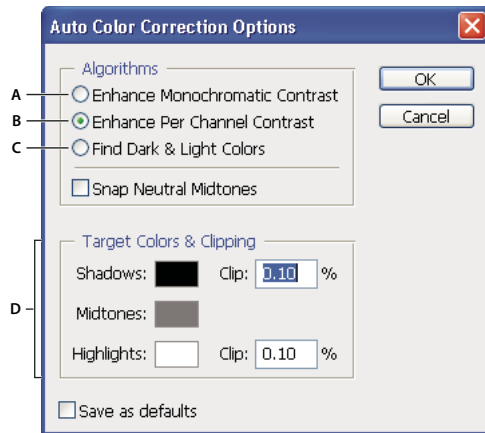 Auto Color Correction Options
Algorithms
A Enhance Monochromatic Contrast
B Enhance Per Channel Contrast
C Find Dark & Light Colors
Snap Neutral Midtones
OK
Cancel
D
Target Colors & Clipping
Shadows: Clip: 0.10 %
Midtones:
Highlights: Clip: 0.10 %
Save as defaults